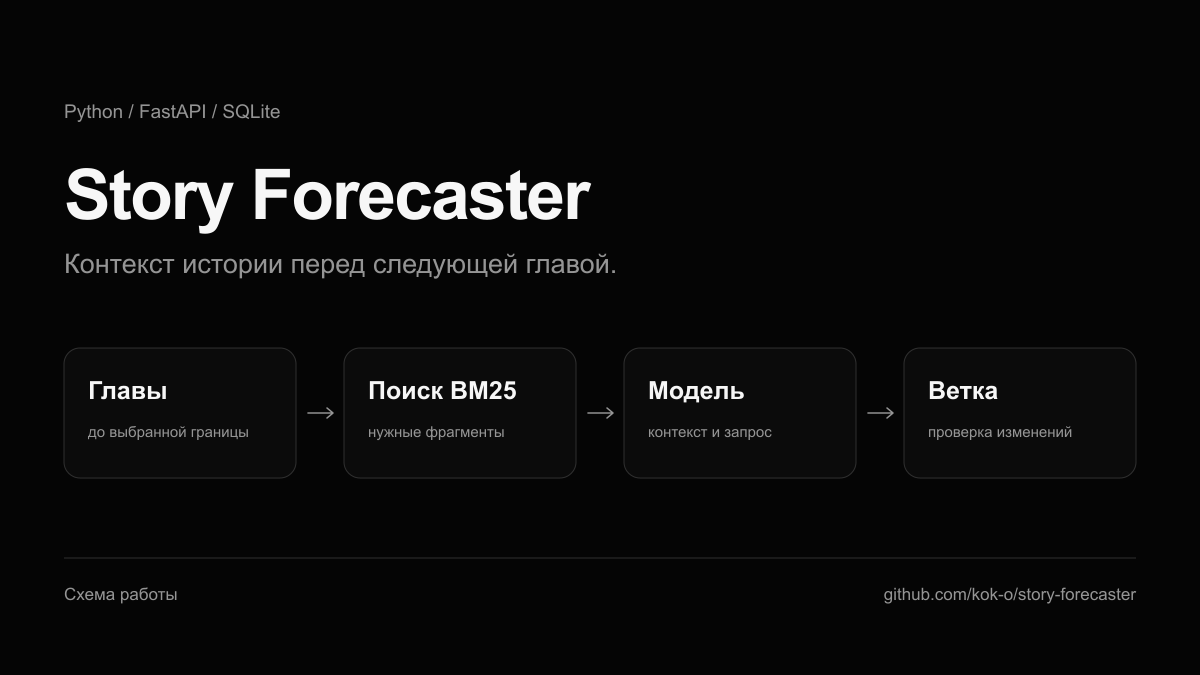 Python / FastAPI / SQLite
Story Forecaster
Контекст истории перед следующей главой.
Главы
до выбранной границы
Поиск BM25
нужные фрагменты
Модель
контекст и запрос
Ветка
проверка изменений
Схема работы
github.com/kok-o/story-forecaster